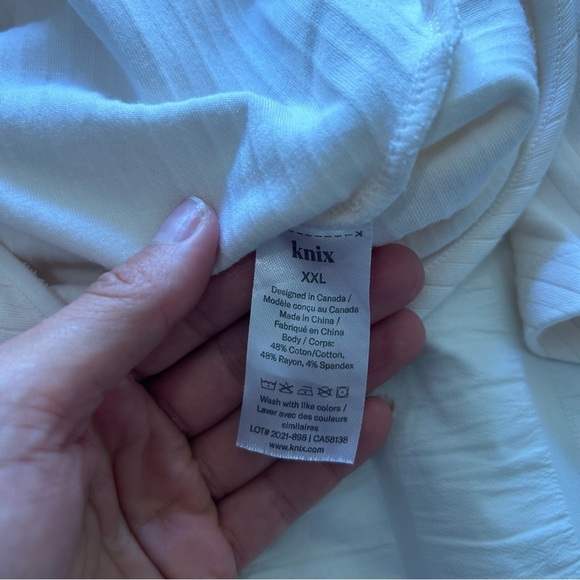 knix
XXL
Designed in Canada /
Modèle conçu au Canada
Made in China /
Fabriqué en China
Body / Corps:
48% Coton/Cotton,
48% Rayon, 4% Spandex
Wash with like colors /
Laver avec des couleurs
similaires
LOT# 2021-898 | CA58138
www.knix.com